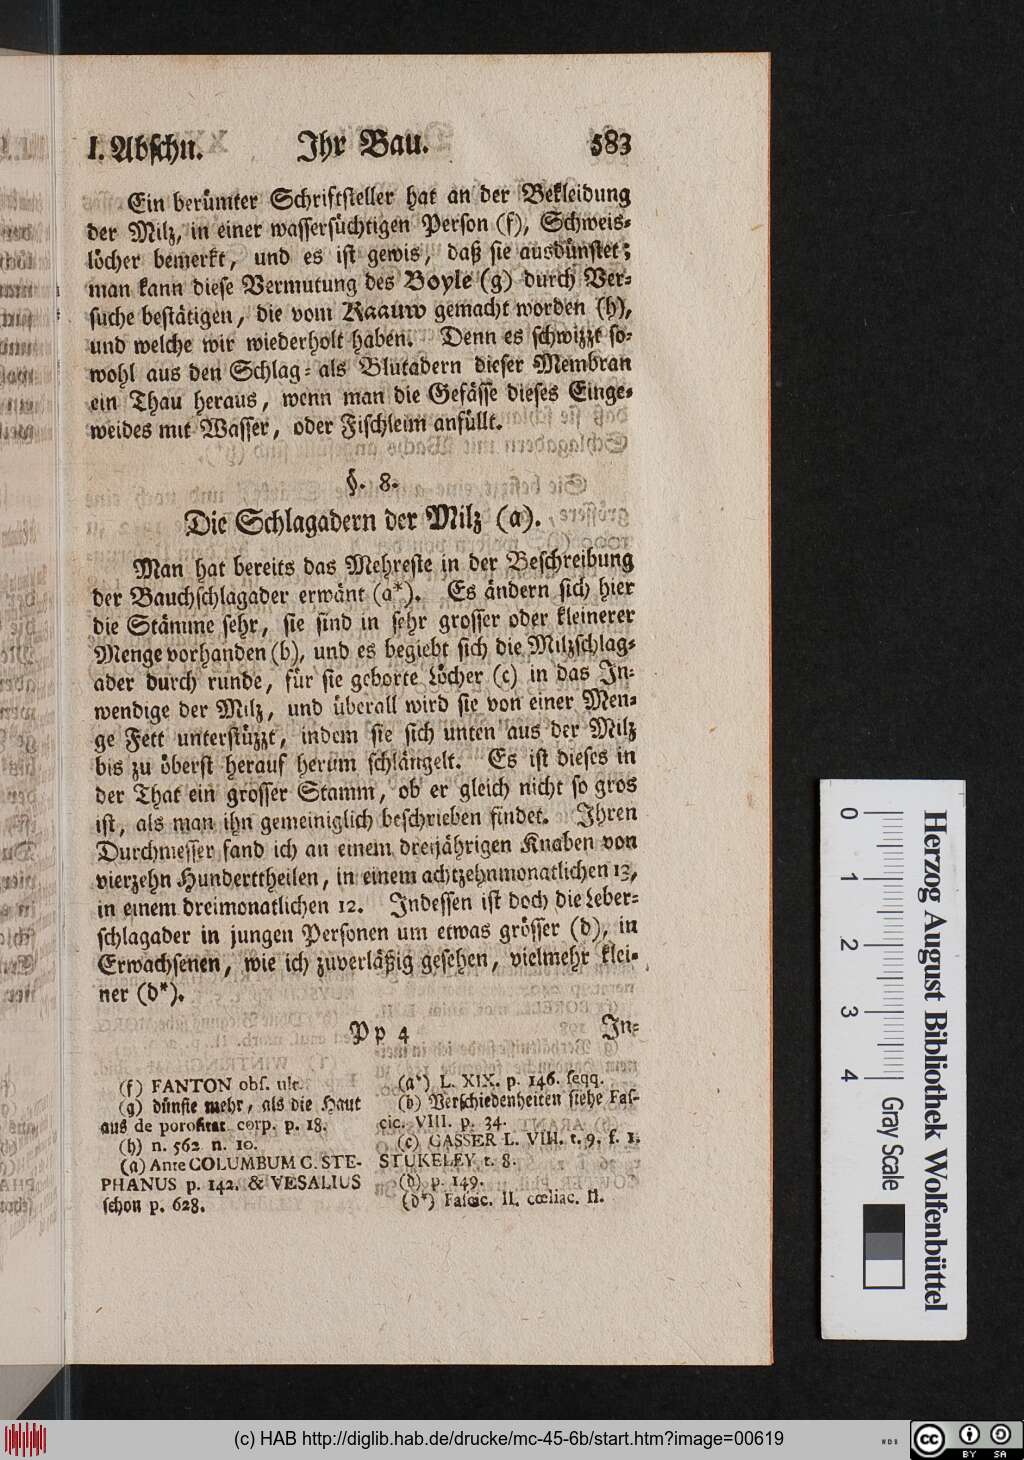 I. Abschn. Ihr Bau. 583
Ein berümter Schriftsteller hat an der Bekleidung
der Milz, in einer wassersüchtigen Person (f), Schweis-
löcher bemerkt, und es ist gewis, daß sie ausdünstet;
man kann diese Vermutung des Boyle (g) durch Ver-
suche bestätigen, die vom Kaauw gemacht worden (h),
und welche wir wiederholt haben. Denn es schwizzt so-
wohl aus den Schlag- als Blutadern dieser Membran
ein Thau heraus, wenn man die Gefässe dieses Einge-
weides mit Wasser, oder Fischleim anfüllt.
§. 8.
Die Schlagadern der Milz (a).
Man hat bereits das Mehreste in der Beschreibung
der Bauchschlagader erwänt (a*). Es ändern sich hier
die Stämme sehr, sie sind in sehr grosser oder kleinerer
Menge vorhanden (b), und es begiebt sich die Milzschlag-
ader durch runde, für sie geborte Löcher (c) in das In-
wendige der Milz, und überall wird sie von einer Men-
ge Fett unterstüzzt, indem sie sich unten aus der Milz
bis zu öberst herauf herum schlängelt. Es ist dieses in
der That ein grosser Stamm, ob er gleich nicht so gros
ist, als man ihn gemeiniglich beschrieben findet. Ihren
Durchmesser fand ich an einem dreijährigen Knaben von
vierzehn Hunderttheilen, in einem achtzehnmonatlichen 13,
in einem dreimonatlichen 12. Indessen ist doch die Leber-
schlagader in jungen Personen um etwas grösser (d), in
Erwachsenen, wie ich zuverläßig gesehen, vielmehr klei-
ner (d*).
Pp 4 In-
(f) FANTON obs. ult.
(g) dünste mehr, als die Haut
aus de porositat. corp. p. 18.
(h) n. 562 n. 10.
(a) Ante COLUMBUM C. STE-
PHANUS p. 142. & VESALIUS
schon p. 628.
(a*) L. XIX. p. 146. seqq.
(b) Verschiedenheiten siehe Fas-
cic. VIII. p. 34.
(c) GASSER L. VIII. t. 9. f. 1.
STUKELEY t. 8.
(d) p. 149.
(d*) Fascic. II. cœliac. II.
0 1 2 3 4
Gray Scale
Herzog August Bibliothek Wolfenbüttel
(c) HAB http://diglib.hab.de/drucke/mc-45-6b/start.htm?image=00619
cc BY SA